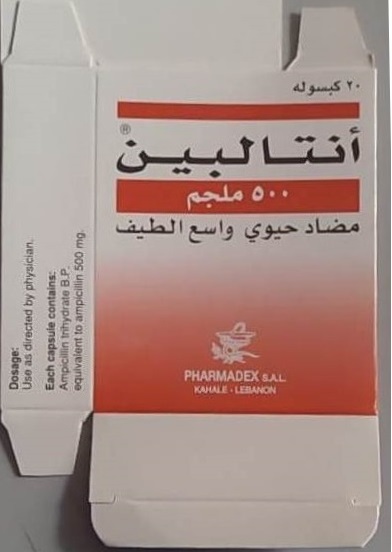 ٢٠ كبسوله
أنتالبين®
٥٠٠ ملجم
مضاد حيوي واسع الطيف
PHARMADEX S.A.L.
KAHALE - LEBANON
Dosage:
Use as directed by physician.
Each capsule contains:
Ampicillin trihydrate B.P.
equivalent to ampicillin 500 mg.